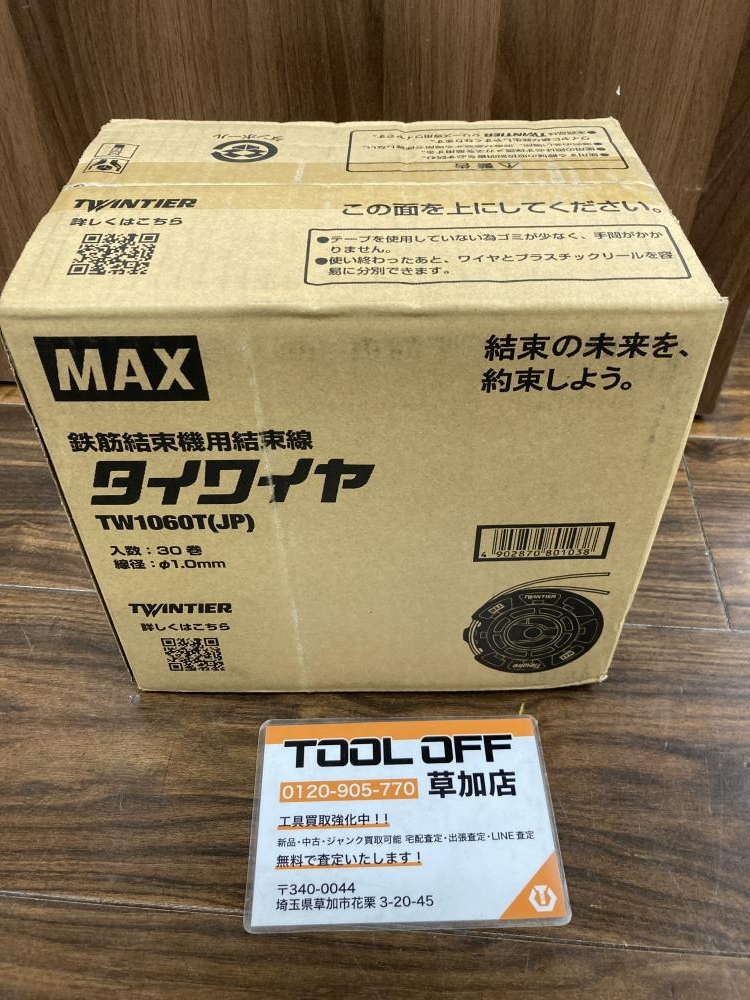 ダンボール
TWINTIER
詳しくはこちら
この面を上にしてください。
●テープを使用していない為ゴミが少なく、手間がかか
りません。
●使い終わったあと、ワイヤとプラスチックリールを容
易に分別できます。
MAX
結束の未来を、
約束しよう。
鉄筋結束機用結束線
タイワイヤ
TW1060T(JP)
入数:30巻
線径:φ1.0mm
4 902870 801038
TWINTIER
詳しくはこちら
TWINTIER
MAX
TOOL OFF
0120-905-770 草加店
工具買取強化中!!
新品・中古・ジャンク買取可能 宅配査定・出張査定・LINE査定
無料で査定いたします!
〒340-0044
埼玉県草加市花栗 3-20-45